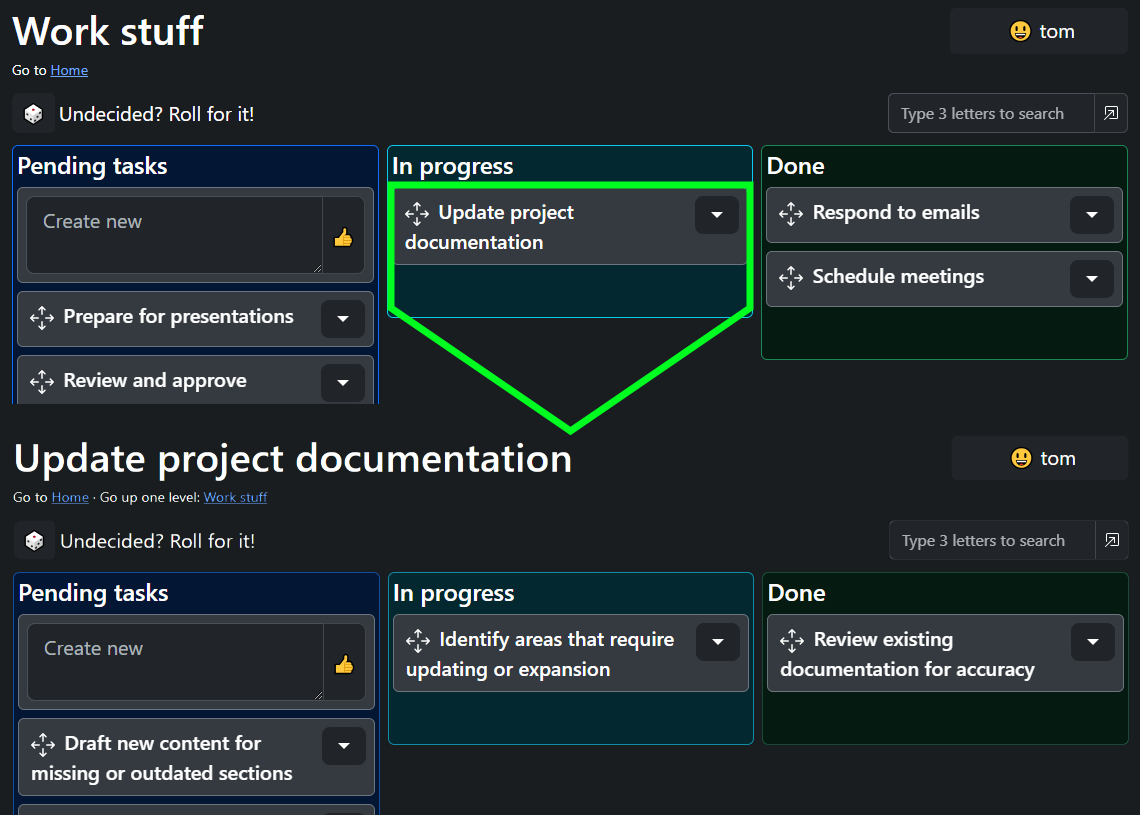 Work stuff
😃 tom
Go to Home
Undecided? Roll for it!
Type 3 letters to search
Pending tasks
Create new
Prepare for presentations
Review and approve
In progress
Update project
documentation
Done
Respond to emails
Schedule meetings
Update project documentation
😃 tom
Go to Home · Go up one level: Work stuff
Undecided? Roll for it!
Type 3 letters to search
Pending tasks
Create new
Draft new content for
missing or outdated sections
In progress
Identify areas that require
updating or expansion
Done
Review existing
documentation for accuracy